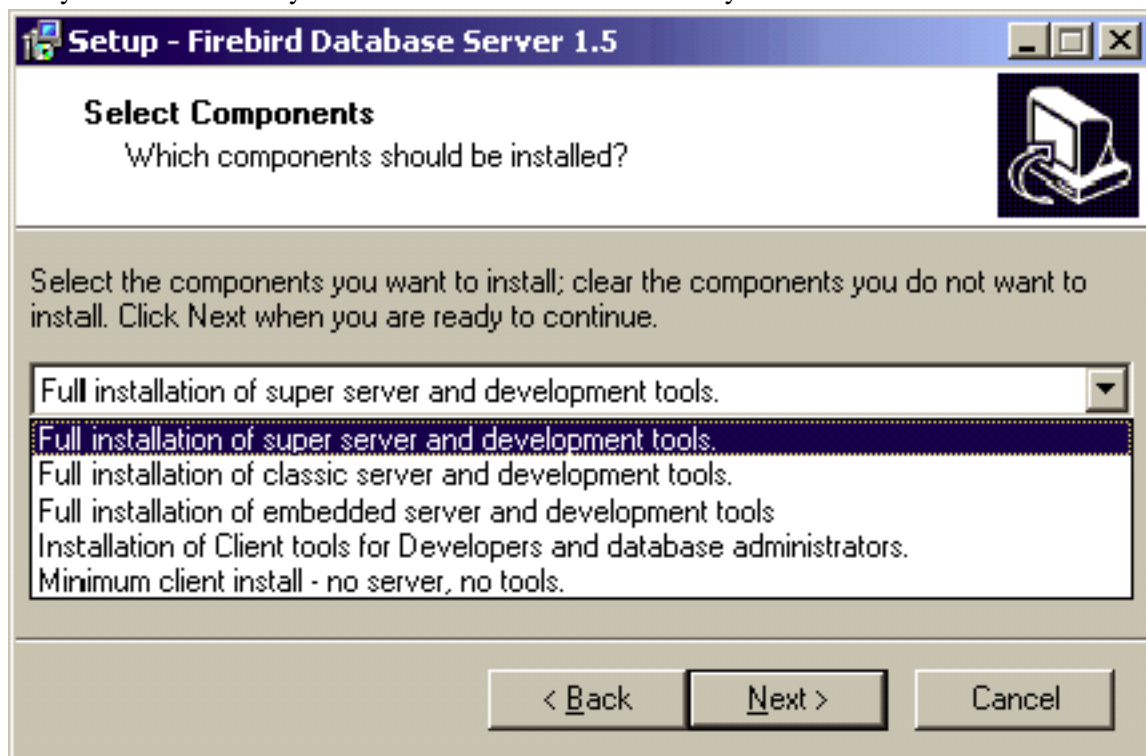 Setup - Firebird Database Server 1.5
Select Components
Which components should be installed?
Select the components you want to install; clear the components you do not want to
install. Click Next when you are ready to continue.
Full installation of super server and development tools.
Full installation of super server and development tools.
Full installation of classic server and development tools.
Full installation of embedded server and development tools
Installation of Client tools for Developers and database administrators.
Minimum client install - no server, no tools.
< Back Next > Cancel